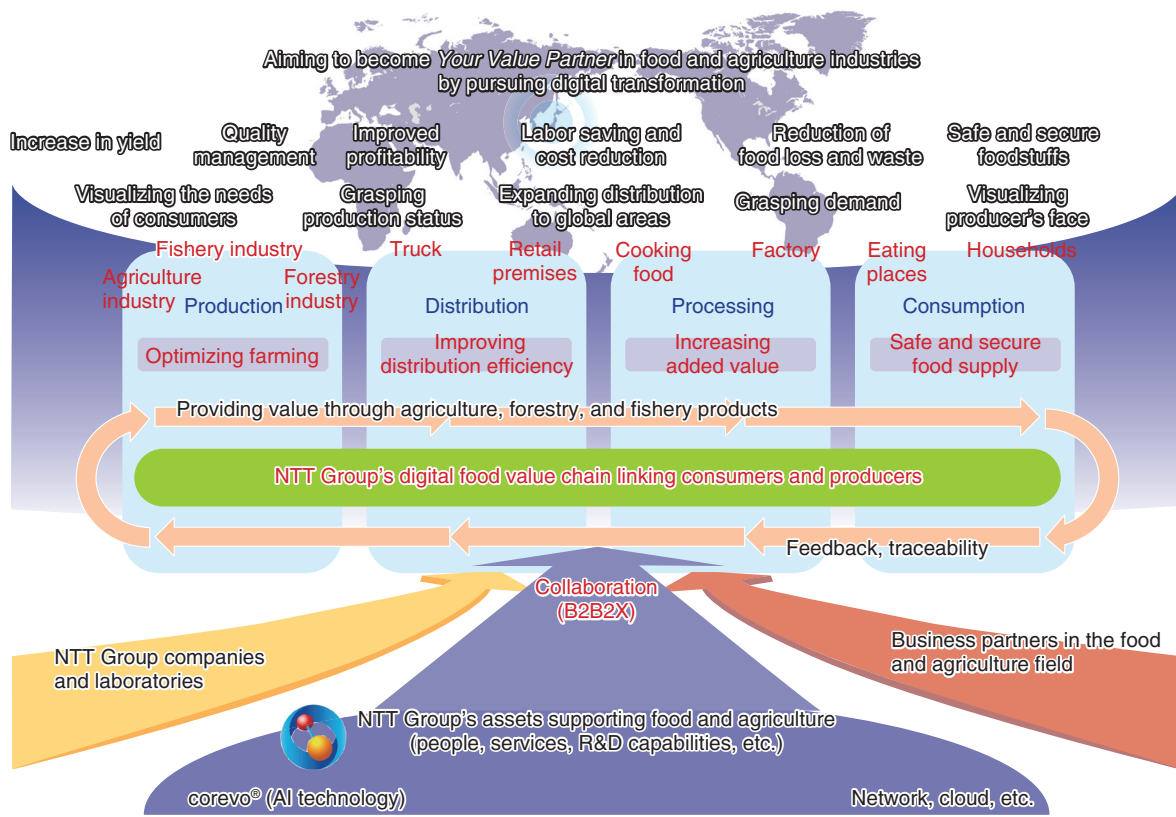 Aiming to become Your Value Partner in food and agriculture industries
by pursuing digital transformation
Increase in yield
Quality
management
Improved
profitability
Labor saving and
cost reduction
Reduction of
food loss and waste
Safe and secure
foodstuffs
Visualizing the needs
of consumers
Grasping
production status
Expanding distribution
to global areas
Grasping demand
Visualizing
producer's face
Fishery industry
Agriculture
industry
Forestry
industry
Production
Optimizing farming
Truck
Retail
premises
Distribution
Improving
distribution efficiency
Cooking
food
Factory
Processing
Increasing
added value
Eating
places
Households
Consumption
Safe and secure
food supply
Providing value through agriculture, forestry, and fishery products
NTT Group's digital food value chain linking consumers and producers
Feedback, traceability
Collaboration
(B2B2X)
NTT Group companies
and laboratories
Business partners in the food
and agriculture field
NTT Group's assets supporting food and agriculture
(people, services, R&D capabilities, etc.)
corevo® (AI technology)
Network, cloud, etc.